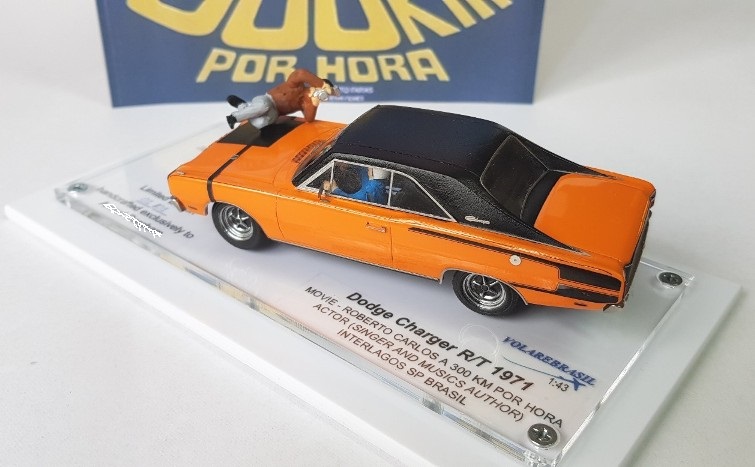 POR HORA
Dodge Charger R/T 1971
MOVIE - ROBERTO CARLOS A 300 KM POR HORA
ACTOR (SINGER AND MUSICS AUTHOR)
INTERLAGOS SP BRASIL
VOLAREBRASIL
1:43
exclusively to